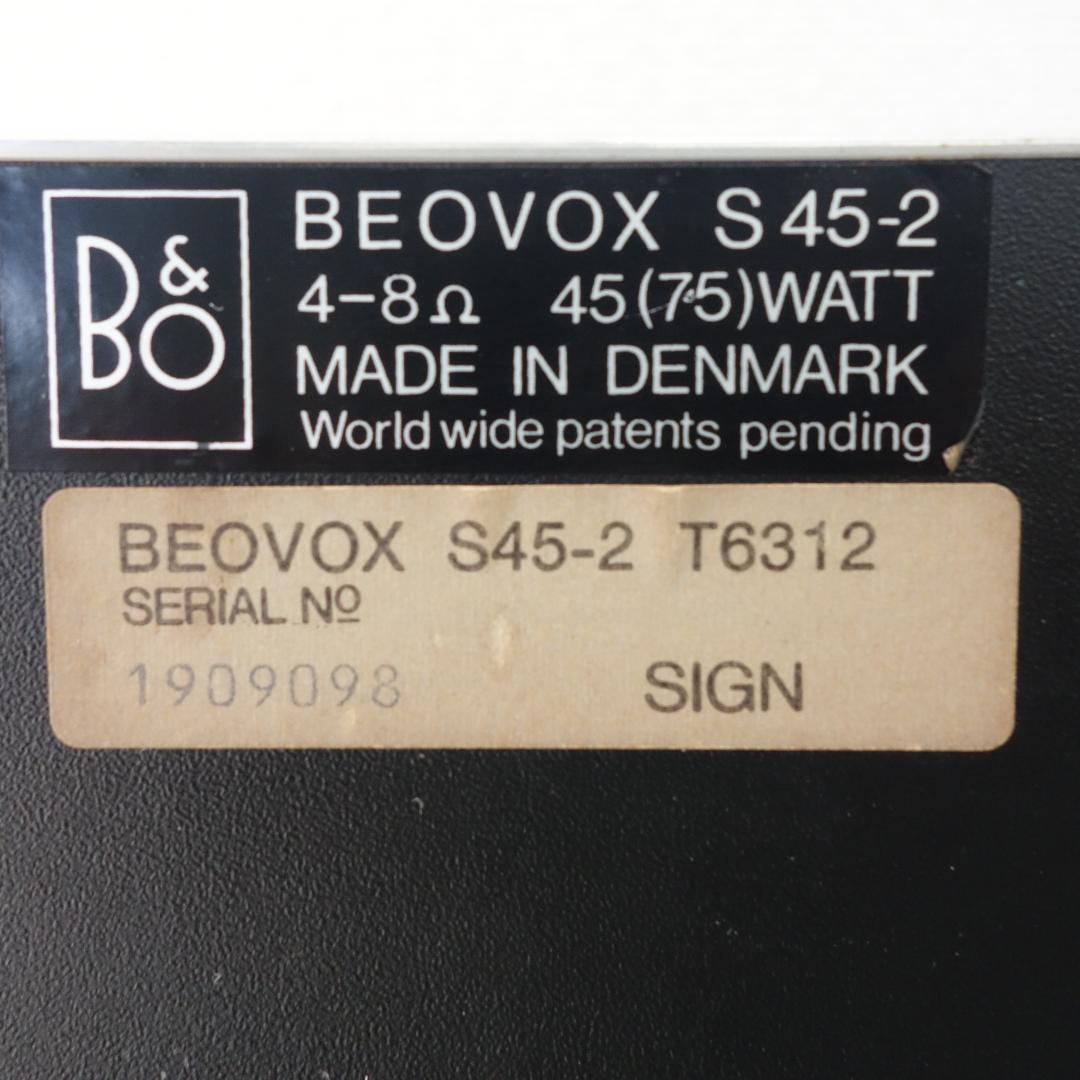 B&O
BEOVOX S45-2
4-8Ω 45(75)WATT
MADE IN DENMARK
World wide patents pending
BEOVOX S45-2 T6312
SERIAL Nº
1909098 SIGN